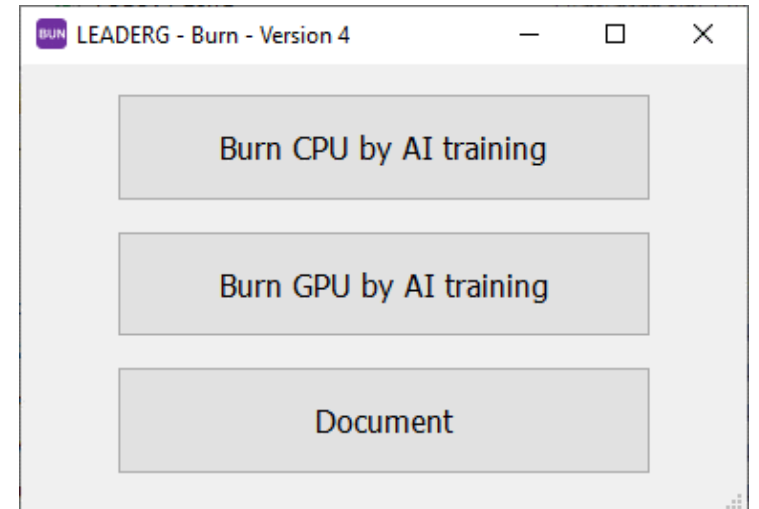 BUN LEADERG - Burn - Version 4
Burn CPU by AI training
Burn GPU by AI training
Document